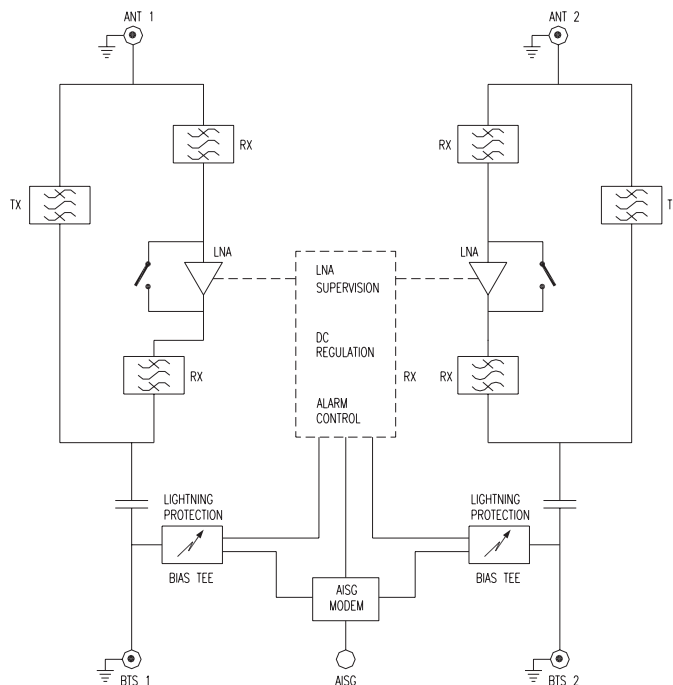 ANT 1
ANT 2
RX
RX
TX
T
LNA
LNA
LNA
SUPERVISION
DC
REGULATION
RX
RX
RX
ALARM
CONTROL
LIGHTNING
PROTECTION
LIGHTNING
PROTECTION
BIAS TEE
BIAS TEE
AISG
MODEM
BTS 1
AISG
BTS 2